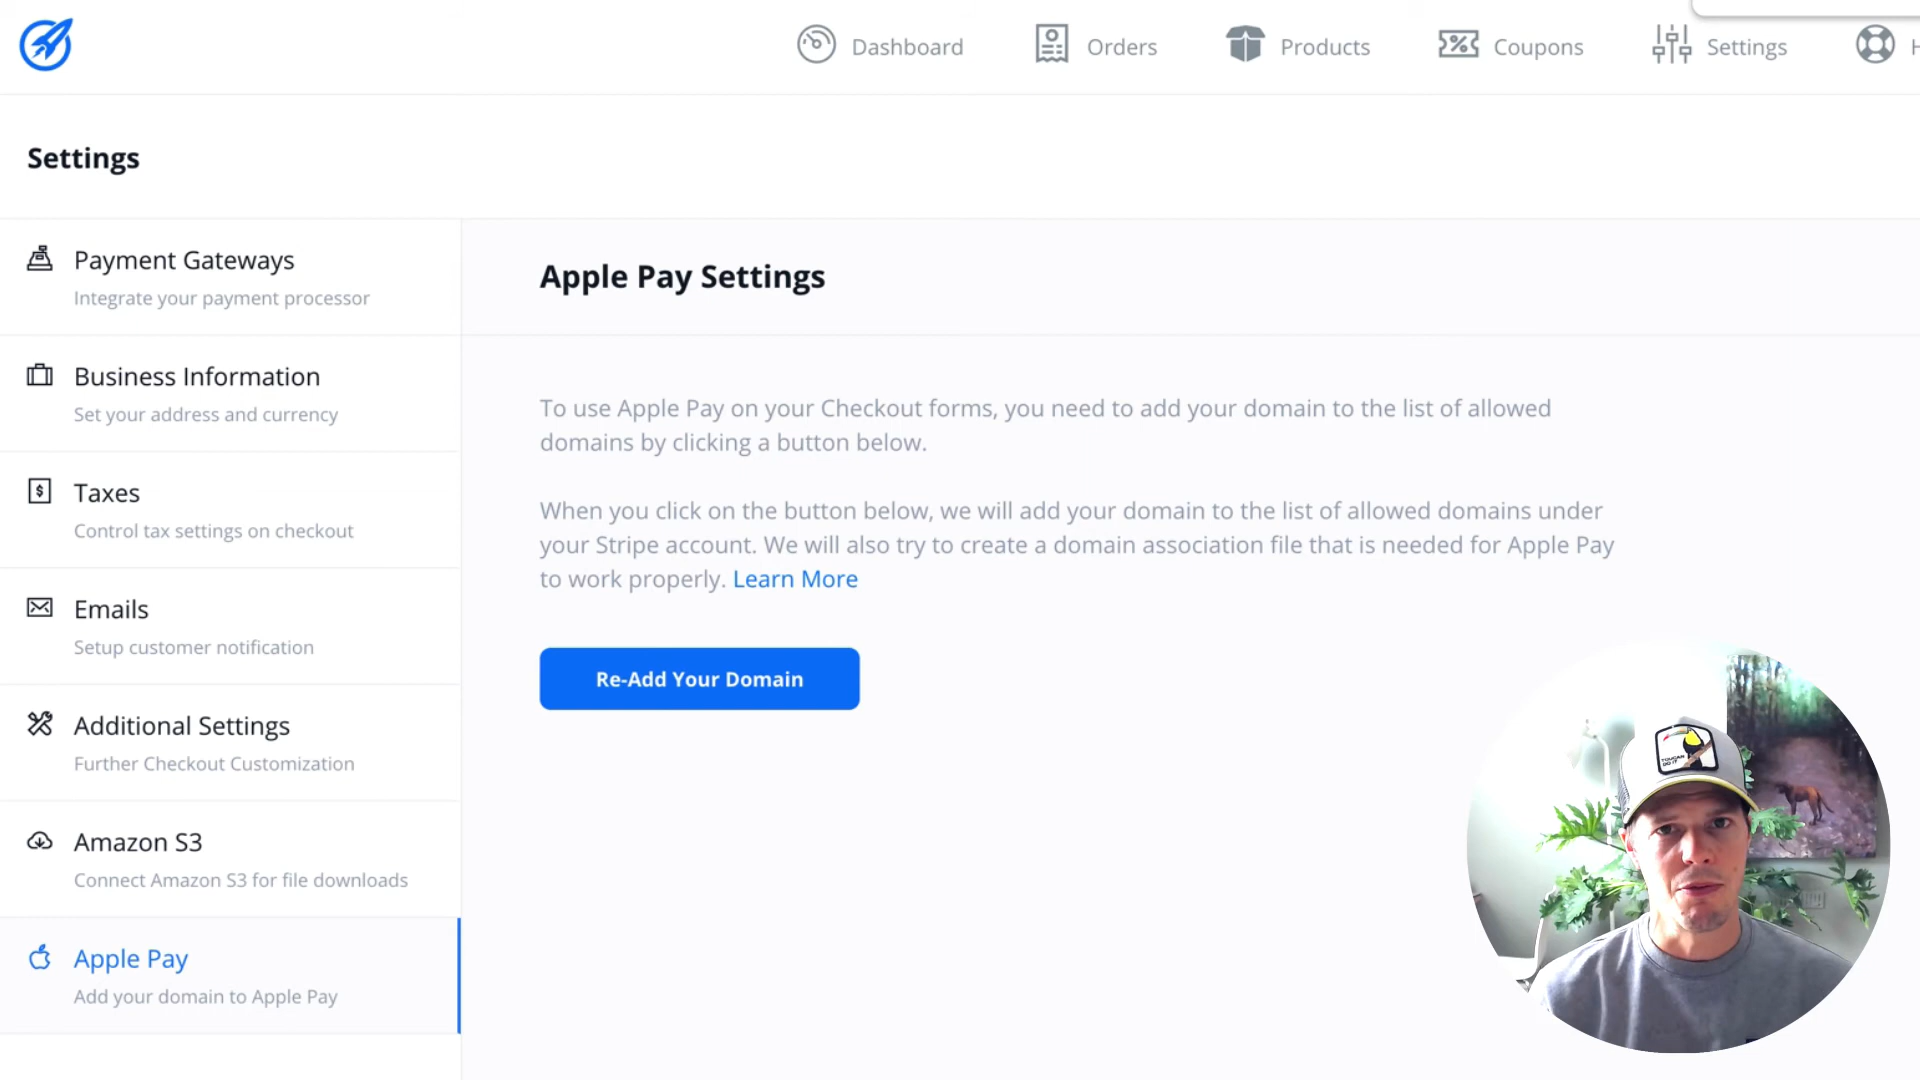 Dashboard
Orders
Products
Coupons
Settings
Settings
Payment Gateways
Integrate your payment processor
Business Information
Set your address and currency
Taxes
Control tax settings on checkout
Emails
Setup customer notification
Additional Settings
Further Checkout Customization
Amazon S3
Connect Amazon S3 for file downloads
Apple Pay
Add your domain to Apple Pay
Apple Pay Settings
To use Apple Pay on your Checkout forms, you need to add your domain to the list of allowed
domains by clicking a button below.
When you click on the button below, we will add your domain to the list of allowed domains under
your Stripe account. We will also try to create a domain association file that is needed for Apple Pay
to work properly. Learn More
Re-Add Your Domain
TOUCAN
DO IT